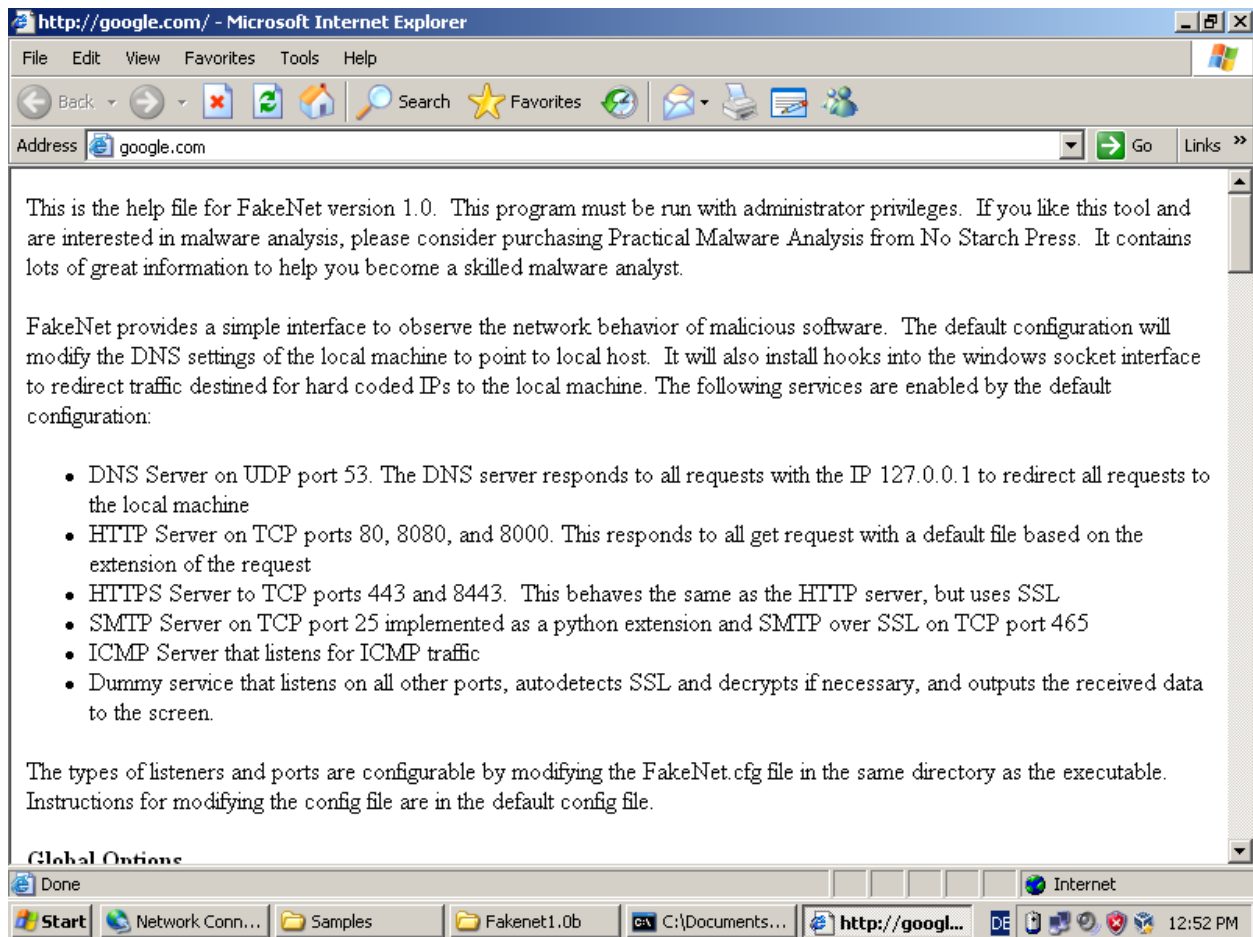 http://google.com/ - Microsoft Internet Explorer
File Edit View Favorites Tools Help
Back Search Favorites
Address google.com Go Links »
This is the help file for FakeNet version 1.0. This program must be run with administrator privileges. If you like this tool and
are interested in malware analysis, please consider purchasing Practical Malware Analysis from No Starch Press. It contains
lots of great information to help you become a skilled malware analyst.
FakeNet provides a simple interface to observe the network behavior of malicious software. The default configuration will
modify the DNS settings of the local machine to point to local host. It will also install hooks into the windows socket interface
to redirect traffic destined for hard coded IPs to the local machine. The following services are enabled by the default
configuration:
• DNS Server on UDP port 53. The DNS server responds to all requests with the IP 127.0.0.1 to redirect all requests to
the local machine
• HTTP Server on TCP ports 80, 8080, and 8000. This responds to all get request with a default file based on the
extension of the request
• HTTPS Server to TCP ports 443 and 8443. This behaves the same as the HTTP server, but uses SSL
• SMTP Server on TCP port 25 implemented as a python extension and SMTP over SSL on TCP port 465
• ICMP Server that listens for ICMP traffic
• Dummy service that listens on all other ports, autodetects SSL and decrypts if necessary, and outputs the received data
to the screen.
The types of listeners and ports are configurable by modifying the FakeNet.cfg file in the same directory as the executable.
Instructions for modifying the config file are in the default config file.
Global Options
Done Internet
Start Network Conn... Samples Fakenet1.0b C:\Documents... http://googl... DE 12:52 PM